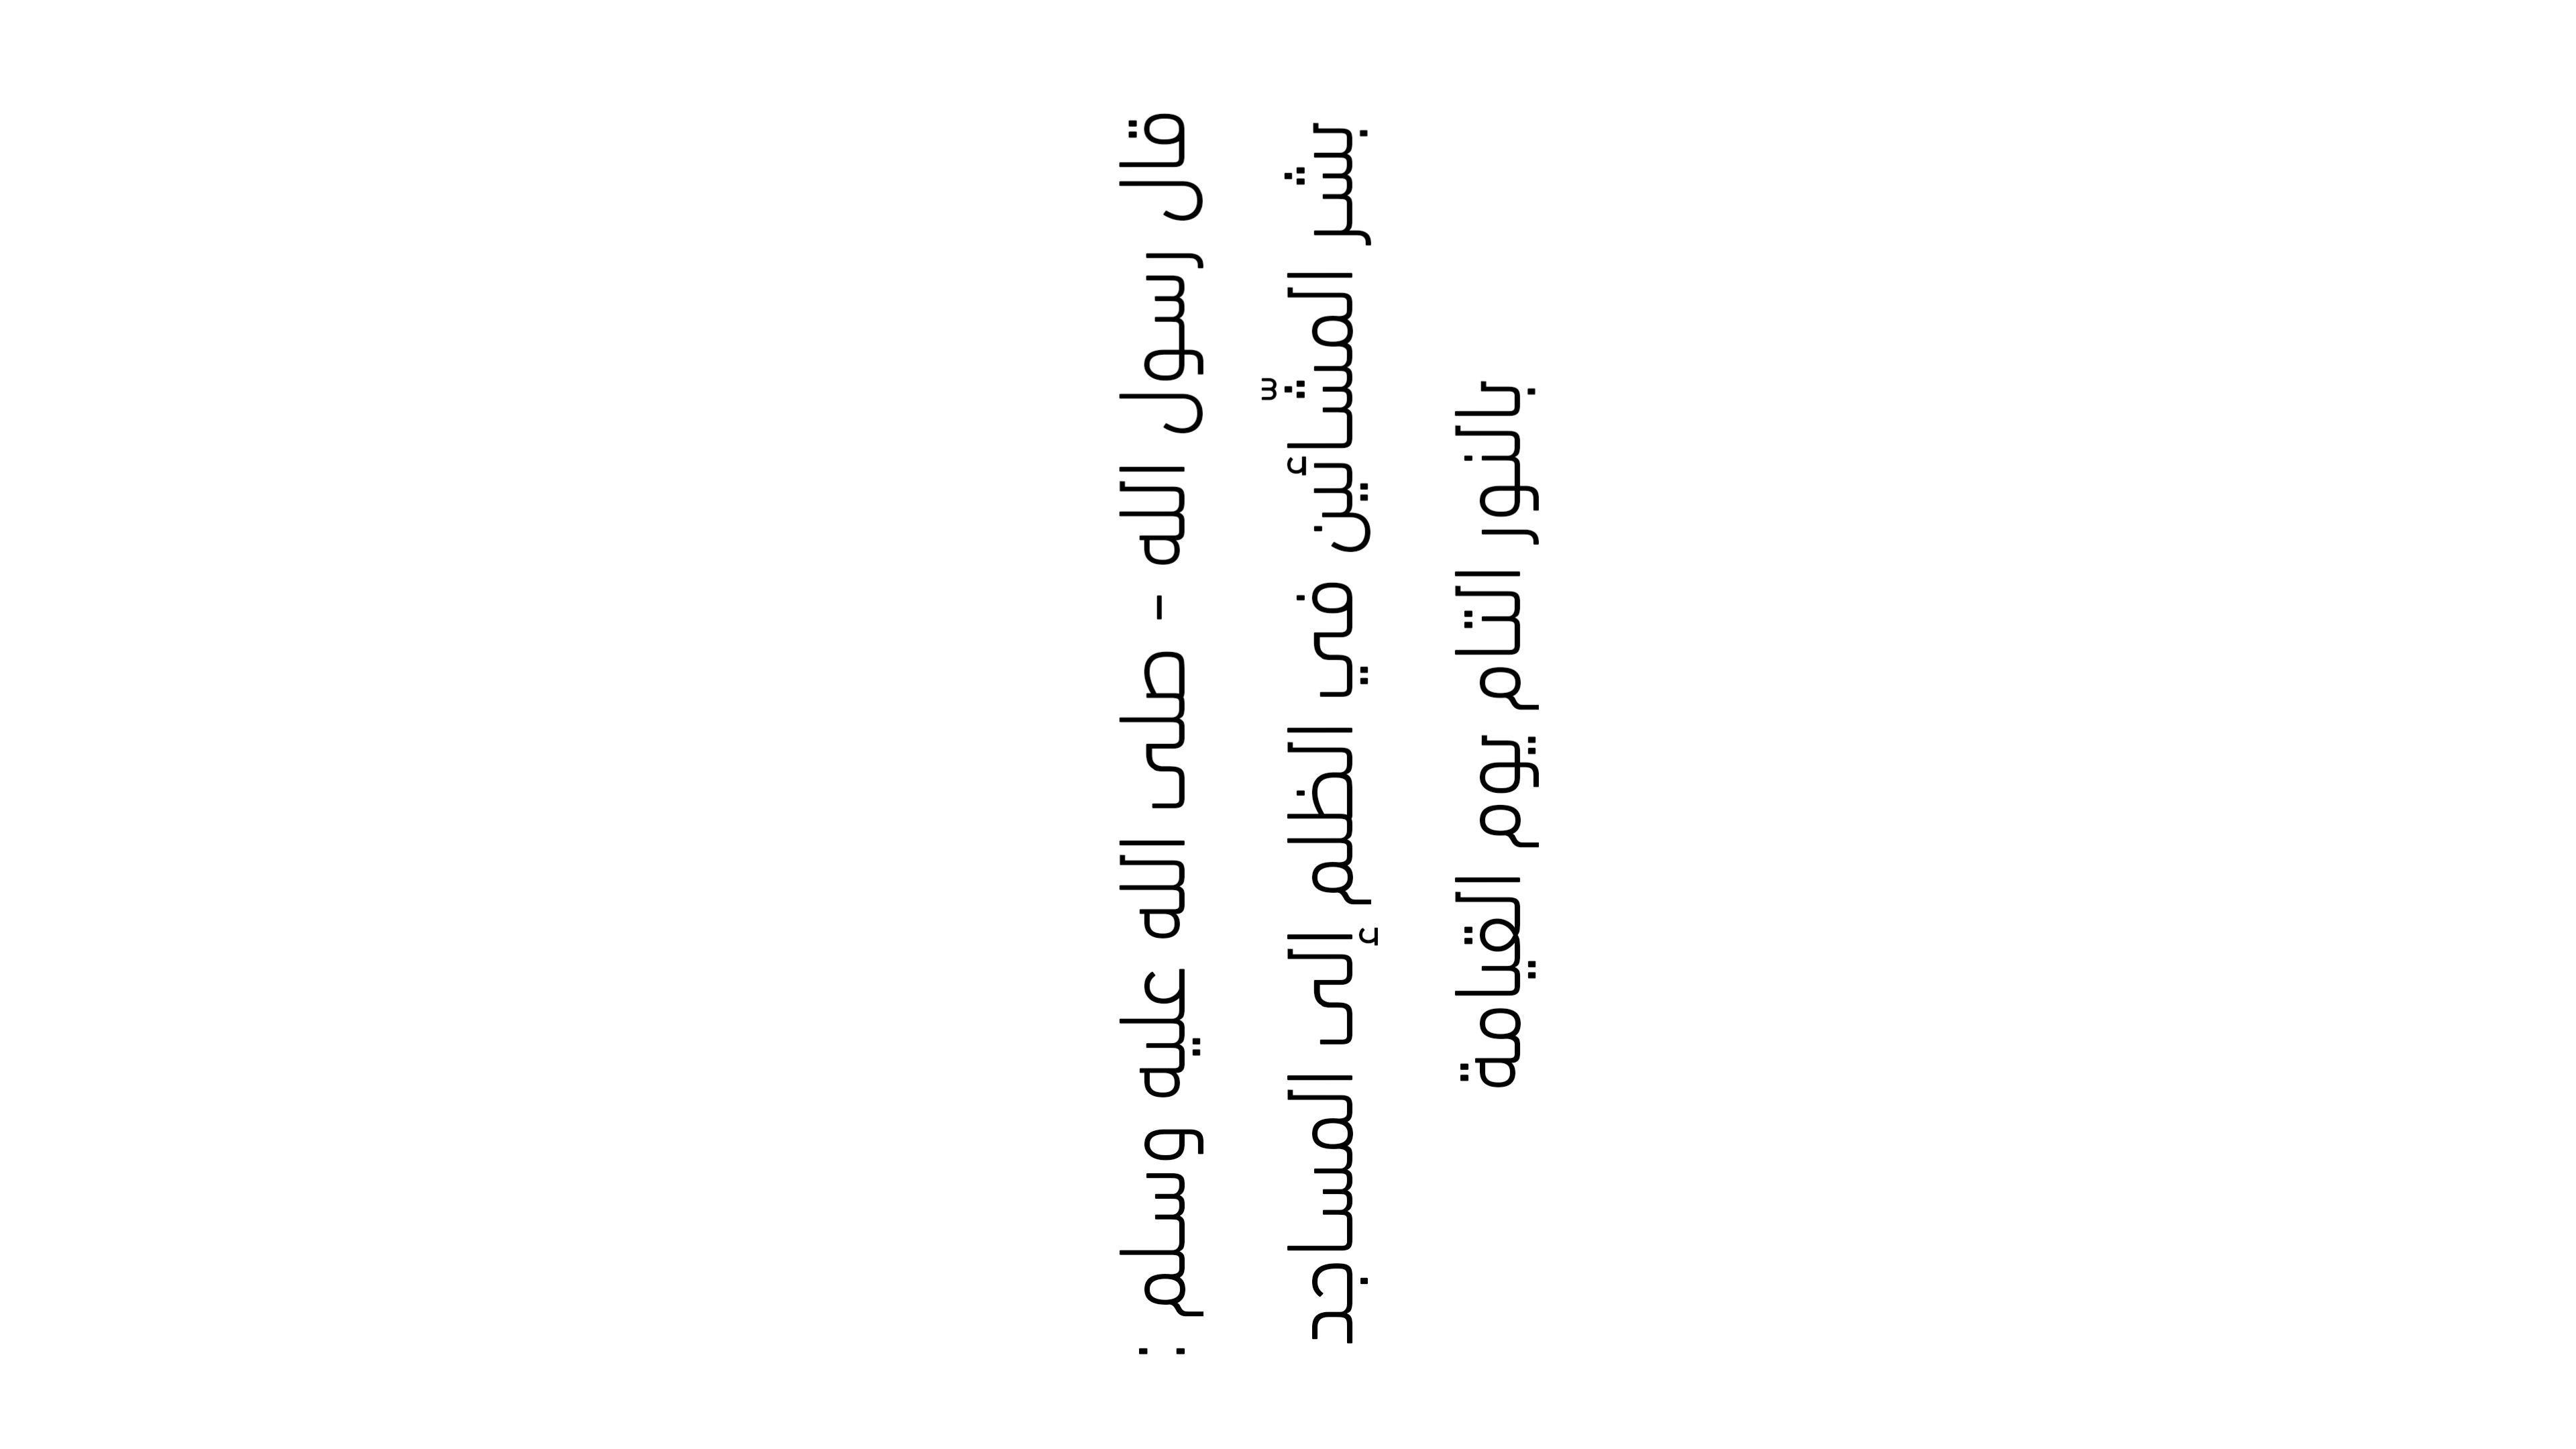 قال رسول الله - صلى الله عليه وسلم :
بشر المشّائين في الظلم إلى المساجد
بالنور التام يوم القيامة